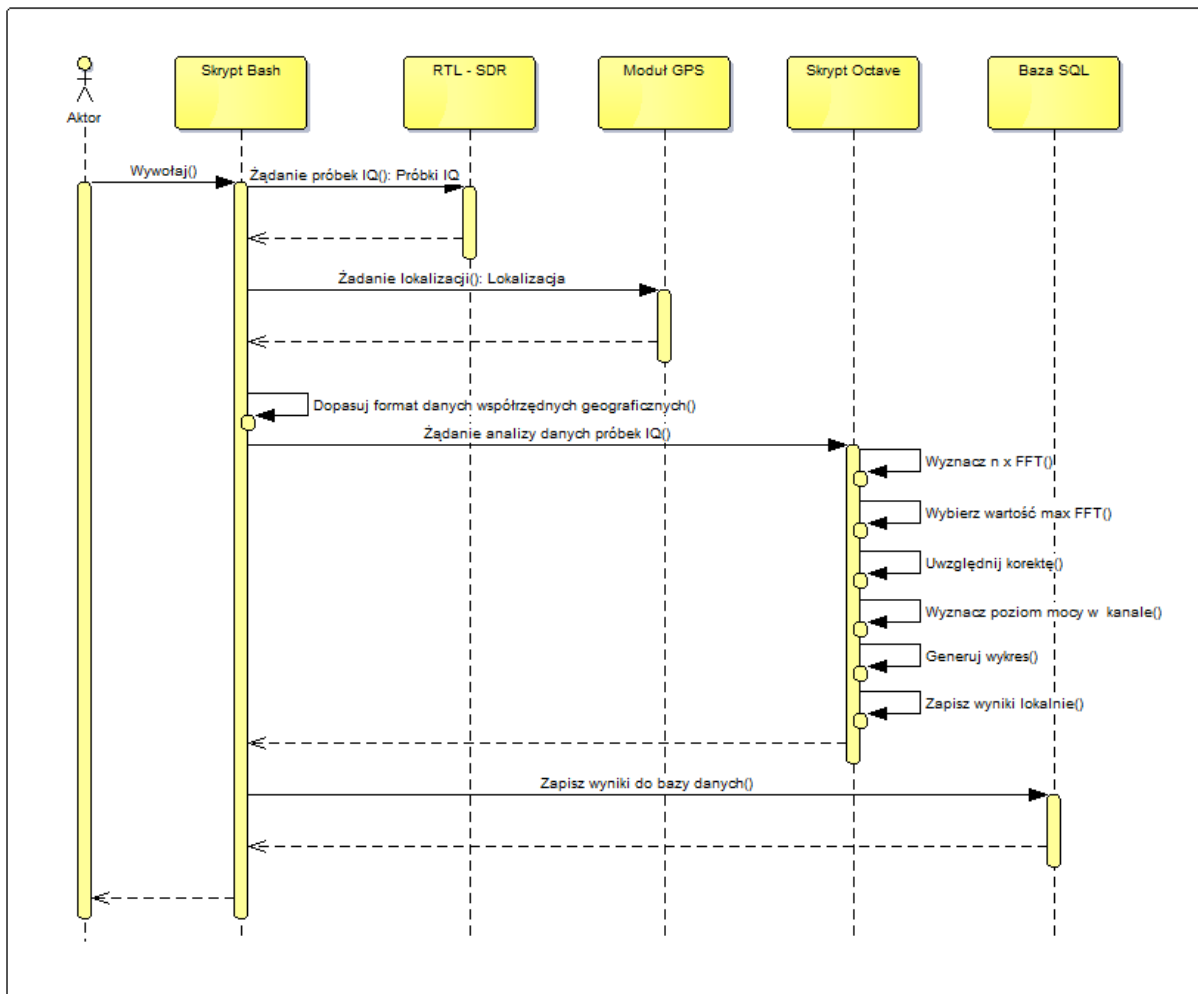 Skrypt Bash
RTL - SDR
Moduł GPS
Skrypt Octave
Baza SQL
Aktor
Wywołaj()
Żądanie próbek IQ(): Próbki IQ
Żadanie lokalizacji(): Lokalizacja
Dopasuj format danych współrzędnych geograficznych()
Żądanie analizy danych próbek IQ()
Wyznacz n x FFT()
Wybierz wartość max FFT()
Uwzględnij korektę()
Wyznacz poziom mocy w  kanale()
Generuj wykres()
Zapisz wyniki lokalnie()
Zapisz wyniki do bazy danych()